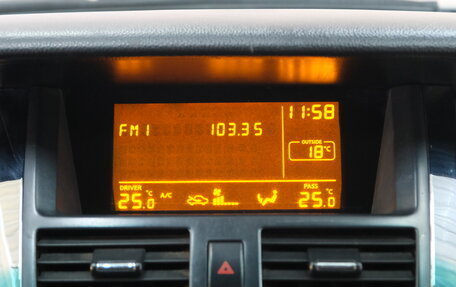 11:58
FM1 103.35
OUTSIDE
18°C
DRIVER PASS
25.0 °C A/C 25.0 °C